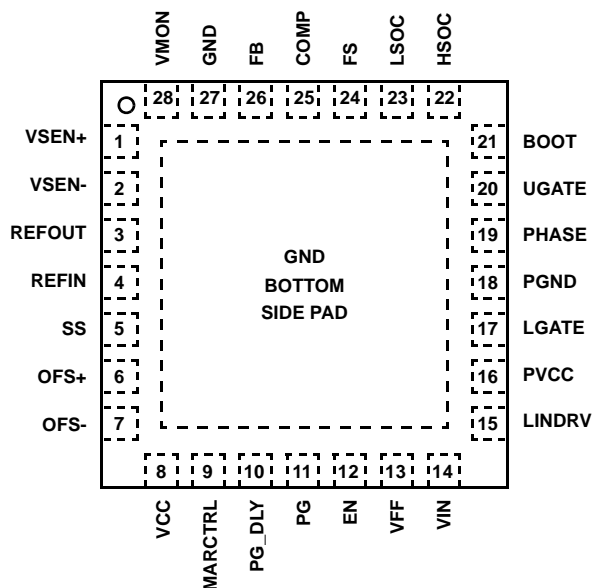 VMON
GND
FB
COMP
FS
LSOC
HSOC
28 27 26 25 24 23 22
VSEN+ 1
VSEN- 2
REFOUT 3
REFIN 4
SS 5
OFS+ 6
OFS- 7
GND
BOTTOM
SIDE PAD
21 BOOT
20 UGATE
19 PHASE
18 PGND
17 LGATE
16 PVCC
15 LINDRV
8 9 10 11 12 13 14
VCC
MARCTRL
PG_DLY
PG
EN
VFF
VIN